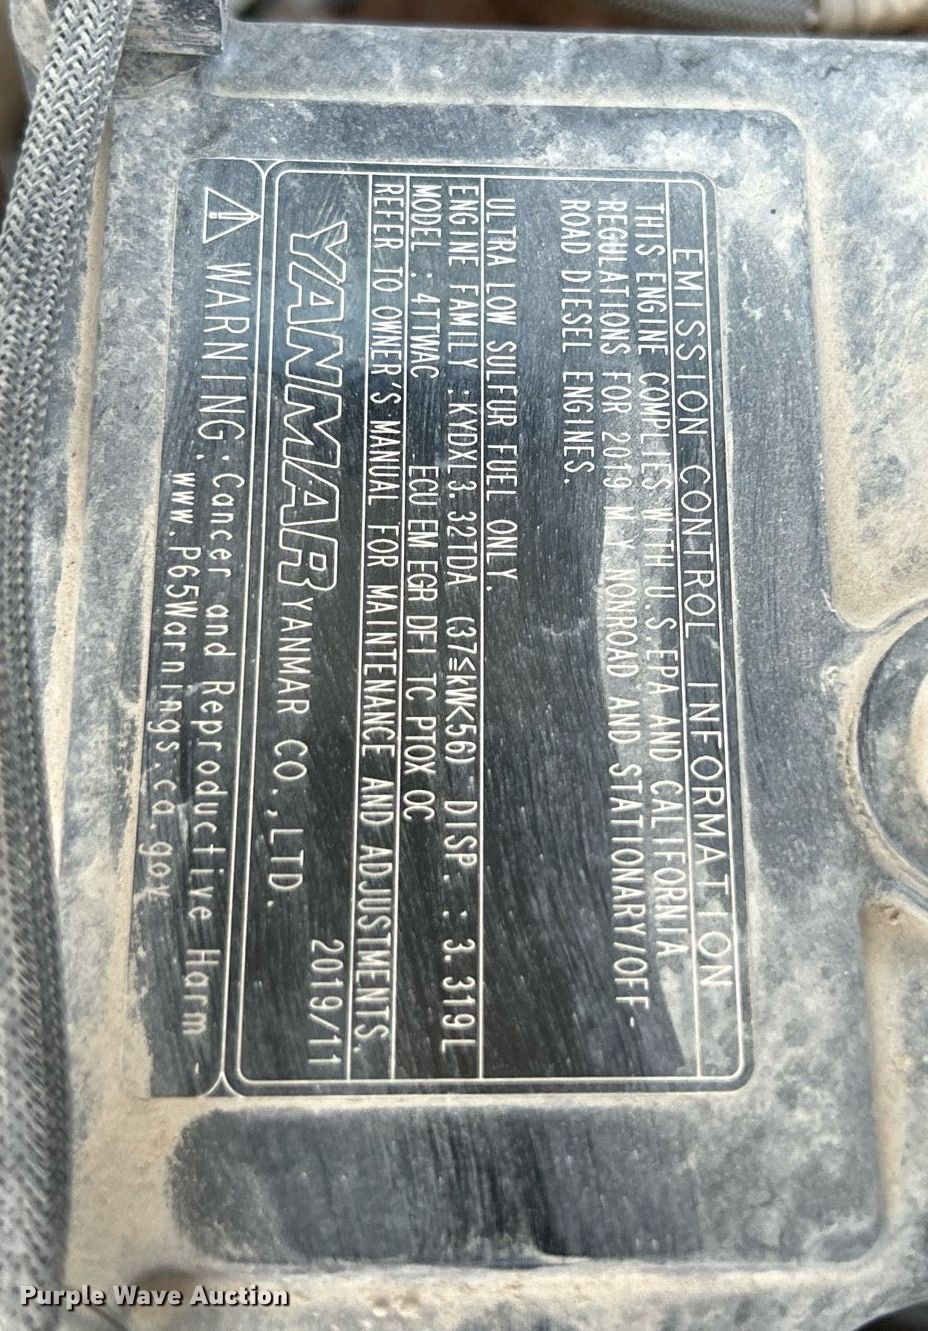 EMISSION CONTROL INFORMATION
THIS ENGINE COMPLIES WITH U.S.EPA AND CALIFORNIA
REGULATIONS FOR 2019 M.Y NONROAD AND STATIONARY/OFF-
ROAD DIESEL ENGINES.
ULTRA LOW SULFUR FUEL ONLY.
ENGINE FAMILY :KYDXL3.32TDA (37≦kW<56) DISP. : 3.319L
MODEL : 4TTWAC ECU EM EGR DFI TC PTOX OC
REFER TO OWNER'S MANUAL FOR MAINTENANCE AND ADJUSTMENTS.
2019/11
YANMAR YANMAR CO.,LTD.
⚠ WARNING: Cancer and Reproductive Harm -
www.P65Warnings.ca.gov
Purple Wave Auction